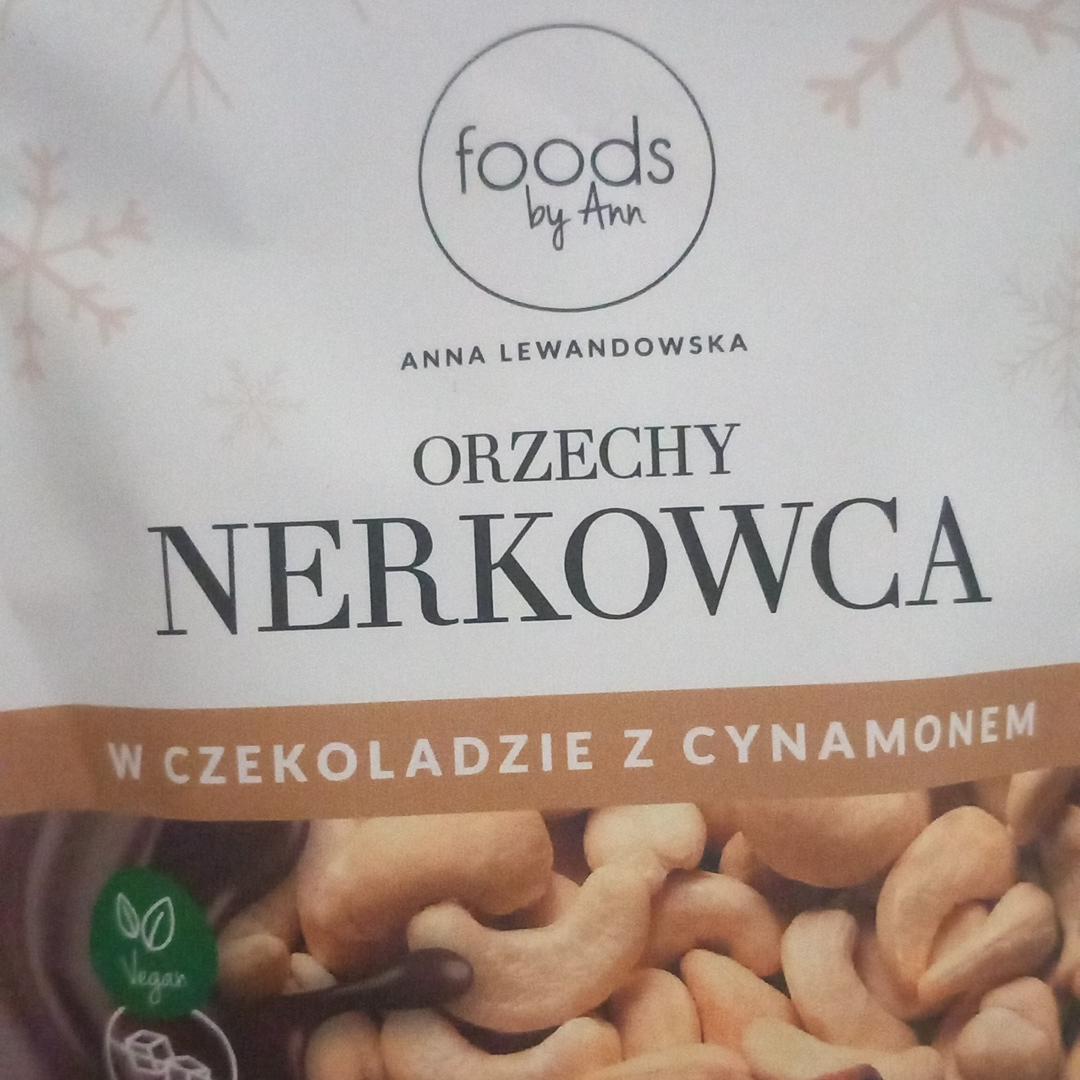 foods
by Ann
ANNA LEWANDOWSKA
ORZECHY
NERKOWCA
W CZEKOLADZIE Z CYNAMONEM
Vegan